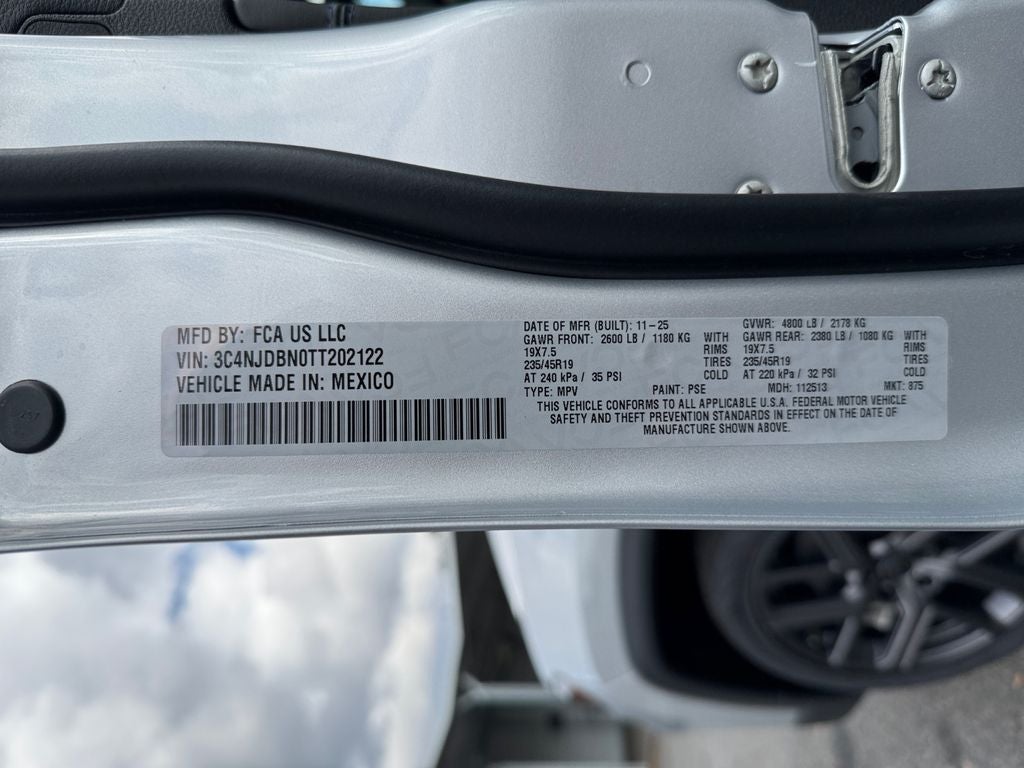 MFD BY: FCA US LLC
VIN: 3C4NJDBN0TT202122
VEHICLE MADE IN: MEXICO
DATE OF MFR (BUILT): 11-25
GAWR FRONT: 2600 LB / 1180 KG WITH
19X7.5 RIMS
235/45R19 TIRES
AT 240 kPa / 35 PSI COLD
GVWR: 4800 LB / 2178 KG
GAWR REAR: 2380 LB / 1080 KG WITH
19X7.5 RIMS
235/45R19 TIRES
AT 220 kPa / 32 PSI COLD
TYPE: MPV PAINT: PSE MDH: 112513 MKT: 875
THIS VEHICLE CONFORMS TO ALL APPLICABLE U.S.A. FEDERAL MOTOR VEHICLE
SAFETY AND THEFT PREVENTION STANDARDS IN EFFECT ON THE DATE OF
MANUFACTURE SHOWN ABOVE.